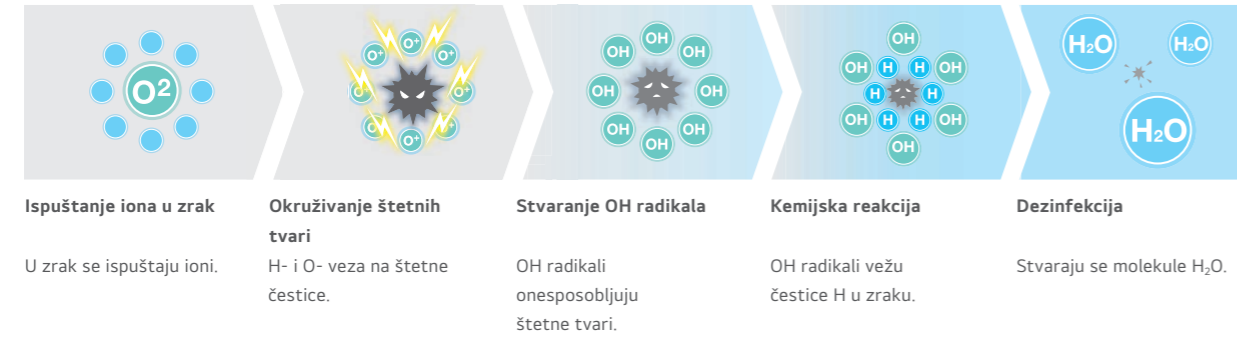 O²
O⁺ O⁺ O⁺
O⁺ O⁺
O⁺ O⁺ O⁺
OH OH OH
OH OH
OH OH OH
OH
OH H H OH
H H
OH H H OH
OH
H₂O H₂O
H₂O
Ispuštanje iona u zrak
U zrak se ispuštaju ioni.
Okruživanje štetnih
tvari
H- i O- veza na štetne
čestice.
Stvaranje OH radikala
OH radikali
onesposobljuju
štetne tvari.
Kemijska reakcija
OH radikali vežu
čestice H u zraku.
Dezinfekcija
Stvaraju se molekule H₂O.